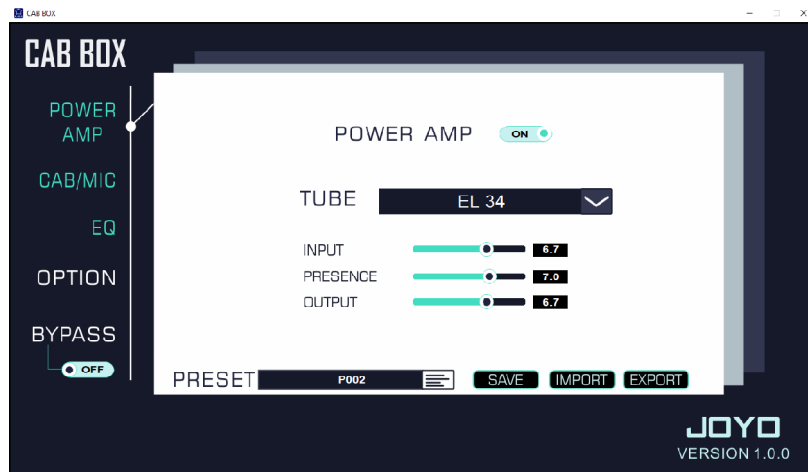 CAB BOX
CAB BOX
POWER
AMP
CAB/MIC
EQ
OPTION
BYPASS
OFF
POWER AMP ON
TUBE EL 34
INPUT 6.7
PRESENCE 7.0
OUTPUT 6.7
PRESET P002 SAVE IMPORT EXPORT
JOYO
VERSION 1.0.0